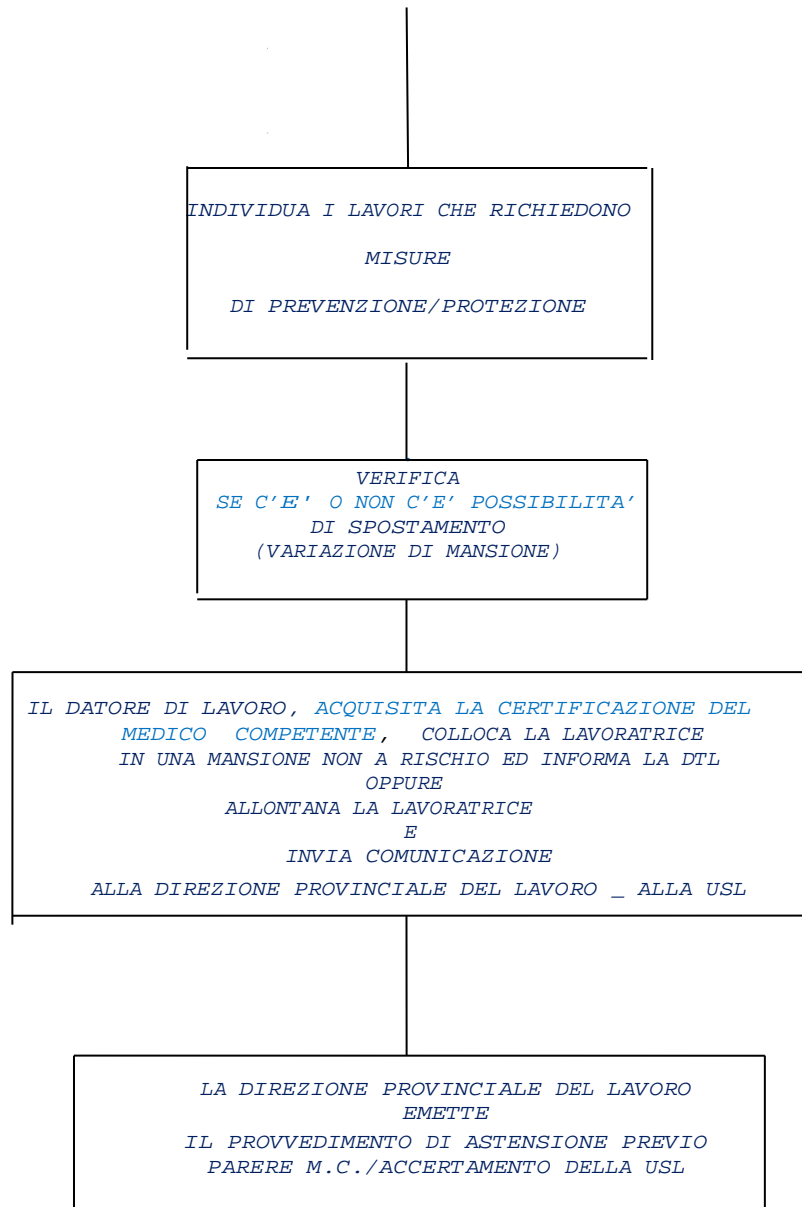 INDIVIDUA I LAVORI CHE RICHIEDONO
MISURE
DI PREVENZIONE/PROTEZIONE
VERIFICA
SE C’E' O NON C’E’ POSSIBILITA’
DI SPOSTAMENTO
(VARIAZIONE DI MANSIONE)
IL DATORE DI LAVORO, ACQUISITA LA CERTIFICAZIONE DEL
MEDICO COMPETENTE, COLLOCA LA LAVORATRICE
IN UNA MANSIONE NON A RISCHIO ED INFORMA LA DTL
OPPURE
ALLONTANA LA LAVORATRICE
E
INVIA COMUNICAZIONE
ALLA DIREZIONE PROVINCIALE DEL LAVORO _ ALLA USL
LA DIREZIONE PROVINCIALE DEL LAVORO
EMETTE
IL PROVVEDIMENTO DI ASTENSIONE PREVIO
PARERE M.C./ACCERTAMENTO DELLA USL